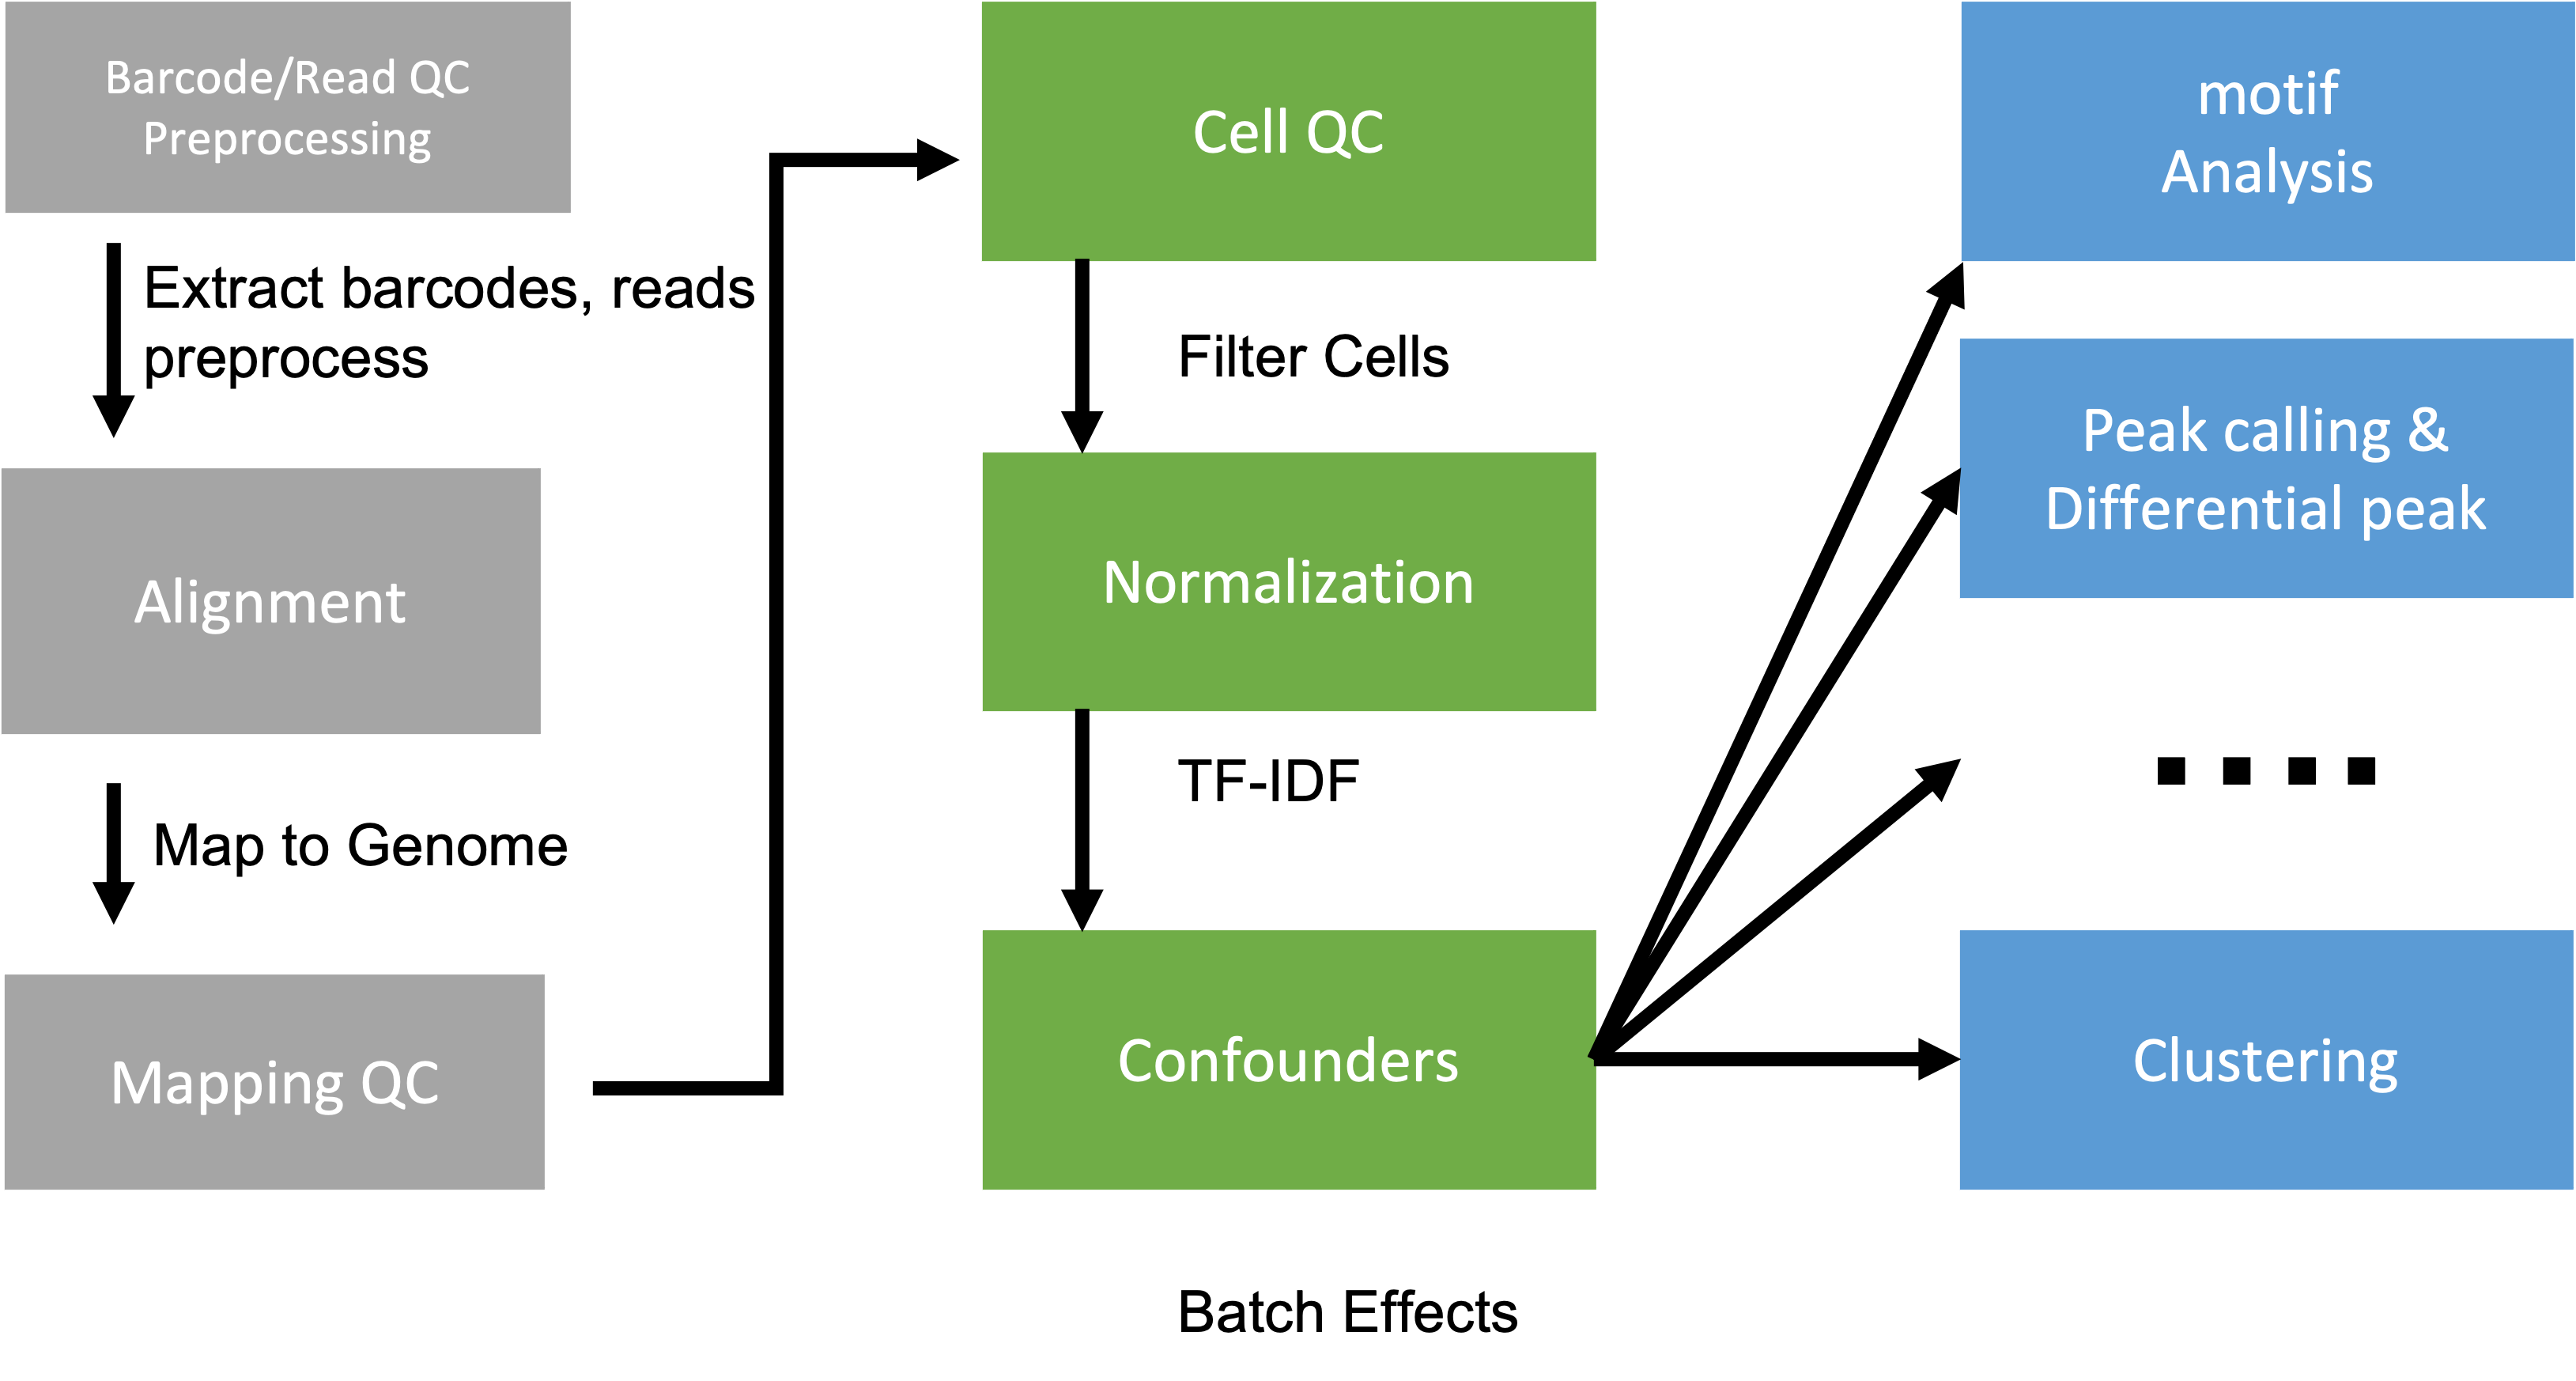 Barcode/Read QC
Preprocessing
Extract barcodes, reads
preprocess
Alignment
Map to Genome
Mapping QC
Cell QC
Filter Cells
Normalization
TF-IDF
Confounders
Batch Effects
motif
Analysis
Peak calling &
Differential peak
Clustering